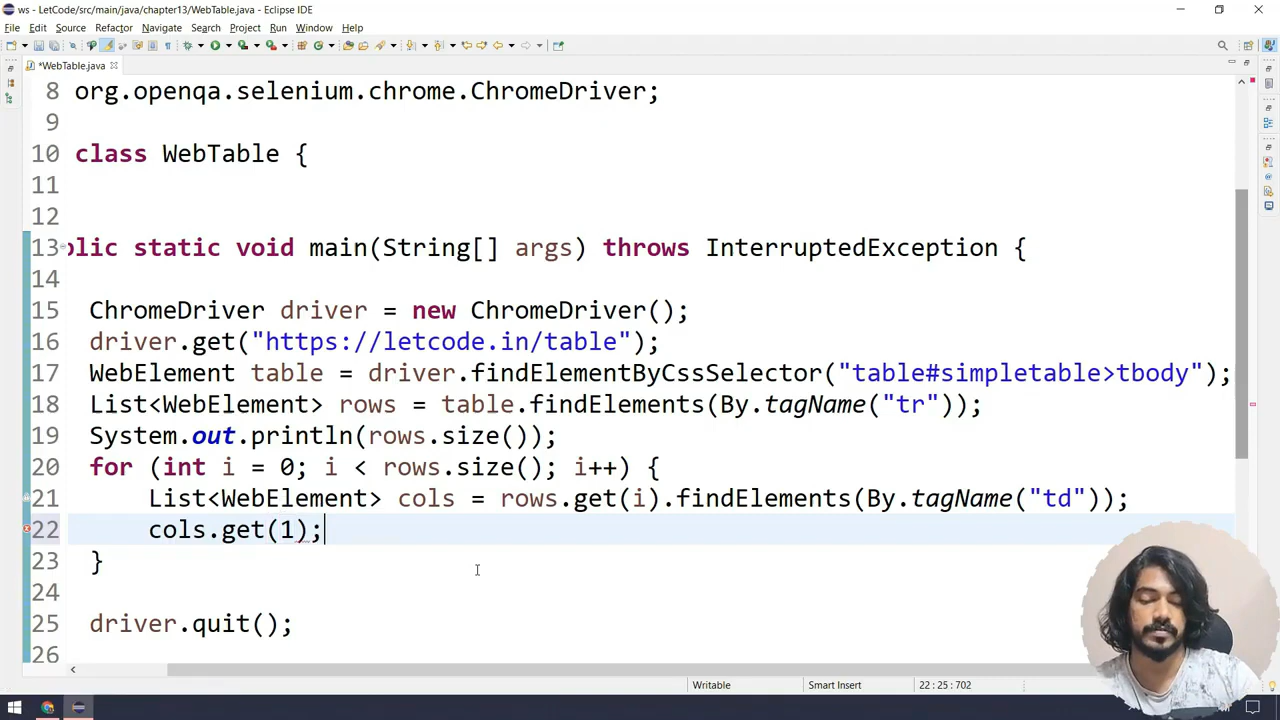 ws - LetCode/src/main/java/chapter13/WebTable.java - Eclipse IDE
File Edit Source Refactor Navigate Search Project Run Window Help
*WebTable.java
8 org.openqa.selenium.chrome.ChromeDriver;
9
10 class WebTable {
11
12
13 blic static void main(String[] args) throws InterruptedException {
14
15 ChromeDriver driver = new ChromeDriver();
16 driver.get("https://letcode.in/table");
17 WebElement table = driver.findElementByCssSelector("table#simpletable>tbody");
18 List<WebElement> rows = table.findElements(By.tagName("tr"));
19 System.out.println(rows.size());
20 for (int i = 0; i < rows.size(); i++) {
21 List<WebElement> cols = rows.get(i).findElements(By.tagName("td"));
22 cols.get(1);
23 }
24
25 driver.quit();
26
Writable Smart Insert 22 : 25 : 702